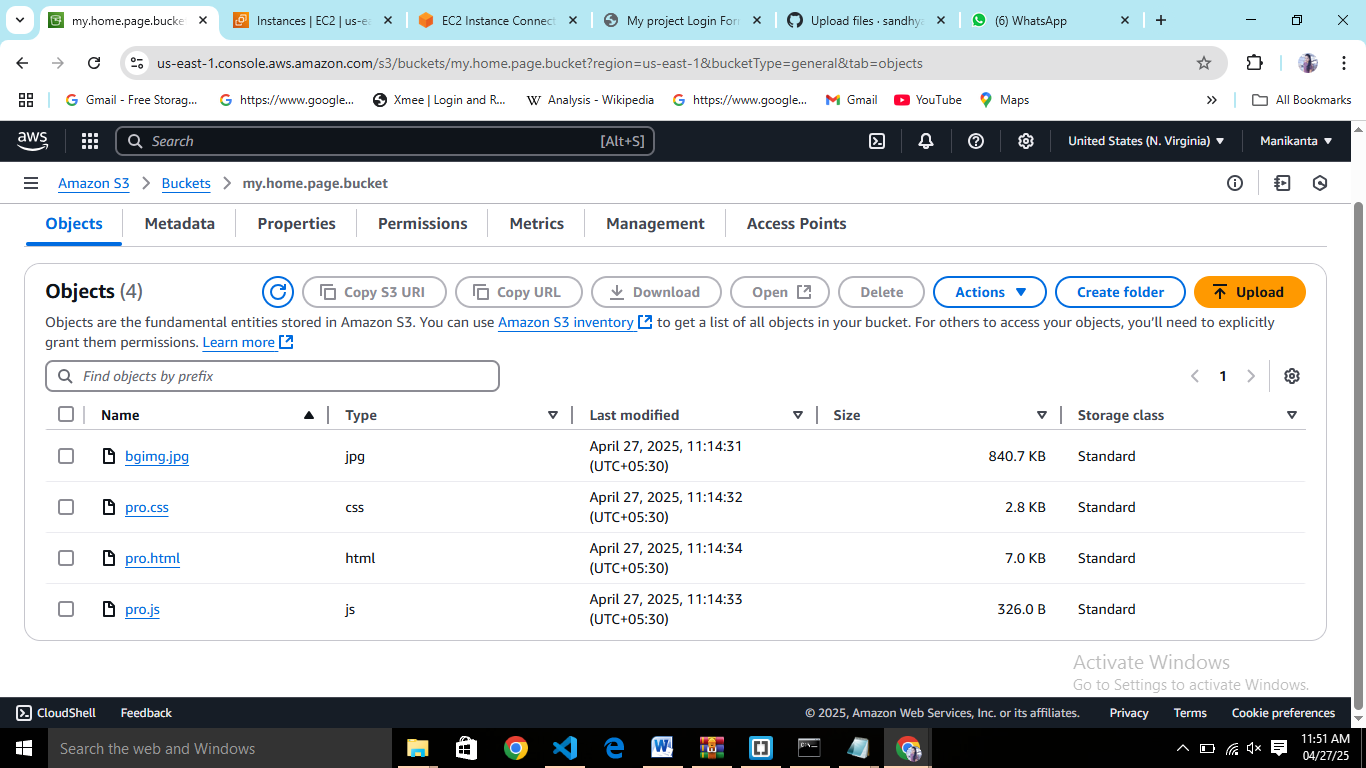 my.home.page.bucke
Instances | EC2 | us-ea
EC2 Instance Connect
My project Login Forn
Upload files · sandhya
(6) WhatsApp
us-east-1.console.aws.amazon.com/s3/buckets/my.home.page.bucket?region=us-east-1&bucketType=general&tab=objects
Gmail - Free Storag...
https://www.google...
Xmee | Login and R...
Analysis - Wikipedia
https://www.google...
Gmail
YouTube
Maps
All Bookmarks
aws
Search
[Alt+S]
United States (N. Virginia)
Manikanta
Amazon S3
Buckets
my.home.page.bucket
Objects
Metadata
Properties
Permissions
Metrics
Management
Access Points
Objects (4)
Copy S3 URI
Copy URL
Download
Open
Delete
Actions
Create folder
Upload
Objects are the fundamental entities stored in Amazon S3. You can use Amazon S3 inventory to get a list of all objects in your bucket. For others to access your objects, you'll need to explicitly
grant them permissions. Learn more
Find objects by prefix
1
Name
Type
Last modified
Size
Storage class
bgimg.jpg
jpg
April 27, 2025, 11:14:31
(UTC+05:30)
840.7 KB
Standard
pro.css
css
April 27, 2025, 11:14:32
(UTC+05:30)
2.8 KB
Standard
pro.html
html
April 27, 2025, 11:14:34
(UTC+05:30)
7.0 KB
Standard
pro.js
js
April 27, 2025, 11:14:33
(UTC+05:30)
326.0 B
Standard
Activate Windows
Go to Settings to activate Windows.
CloudShell
Feedback
© 2025, Amazon Web Services, Inc. or its affiliates.
Privacy
Terms
Cookie preferences
Search the web and Windows
11:51 AM
04/27/25